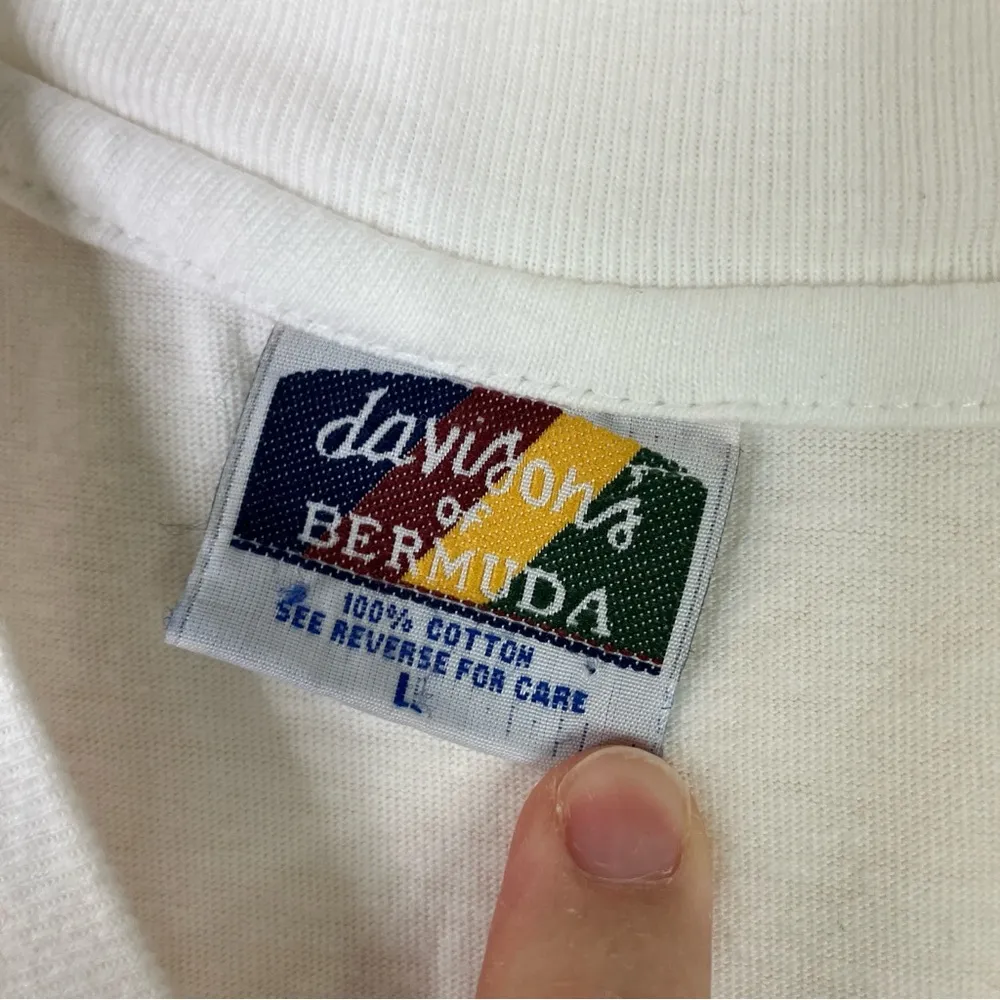 davison's
OF
BERMUDA
100% COTTON
SEE REVERSE FOR CARE
L